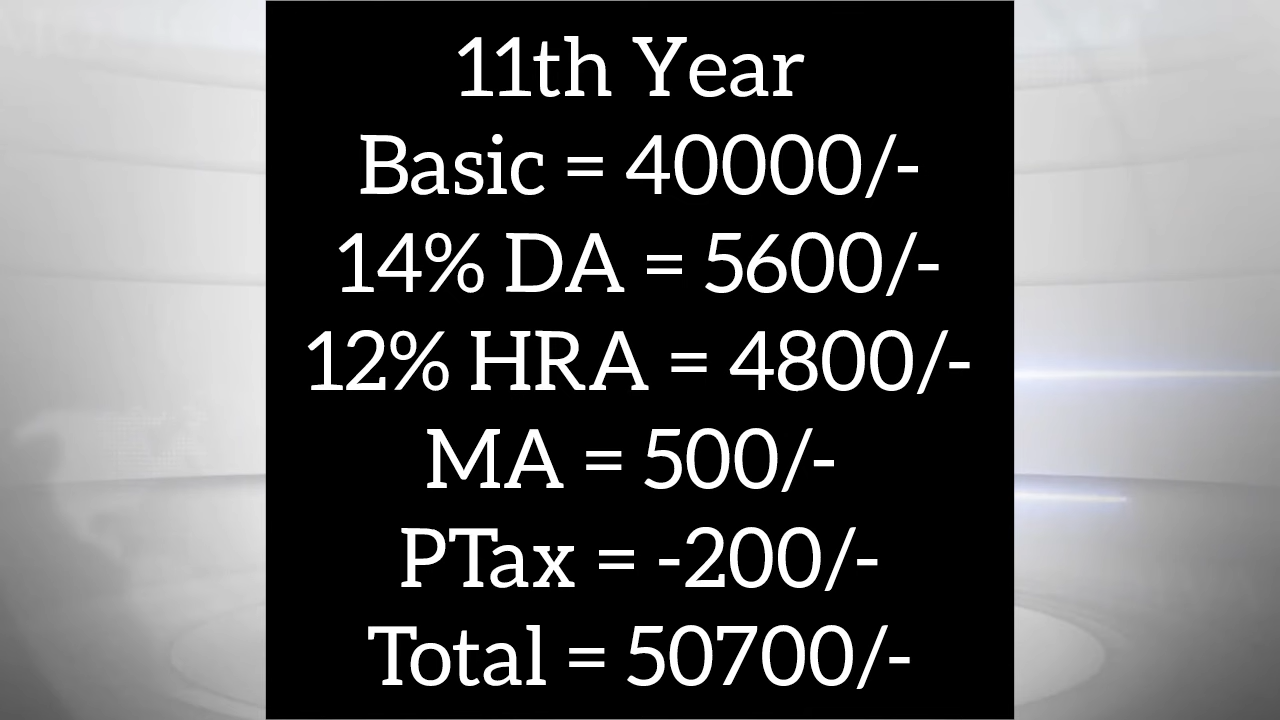 11th Year
Basic = 40000/-
14% DA = 5600/-
12% HRA = 4800/-
MA = 500/-
PTax = -200/-
Total = 50700/-